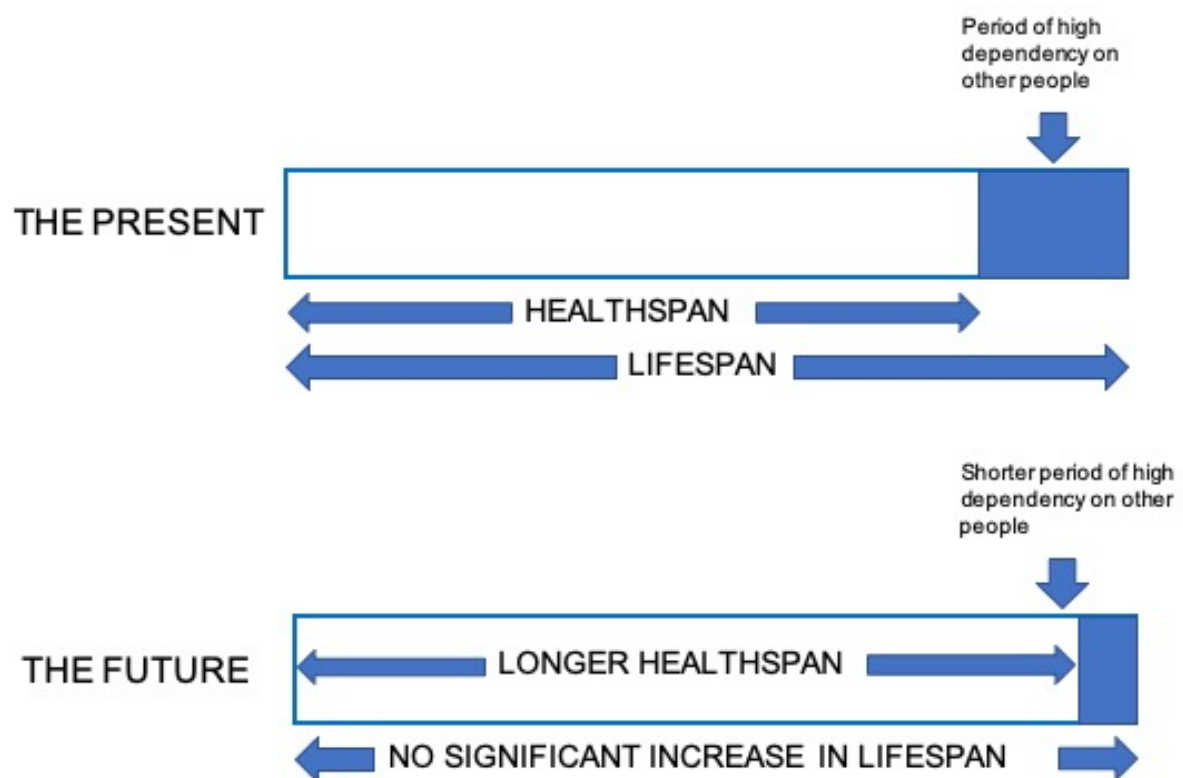 Period of high
dependency on
other people
THE PRESENT
HEALTHSPAN
LIFESPAN
Shorter period of high
dependency on other
people
THE FUTURE
LONGER HEALTHSPAN
NO SIGNIFICANT INCREASE IN LIFESPAN